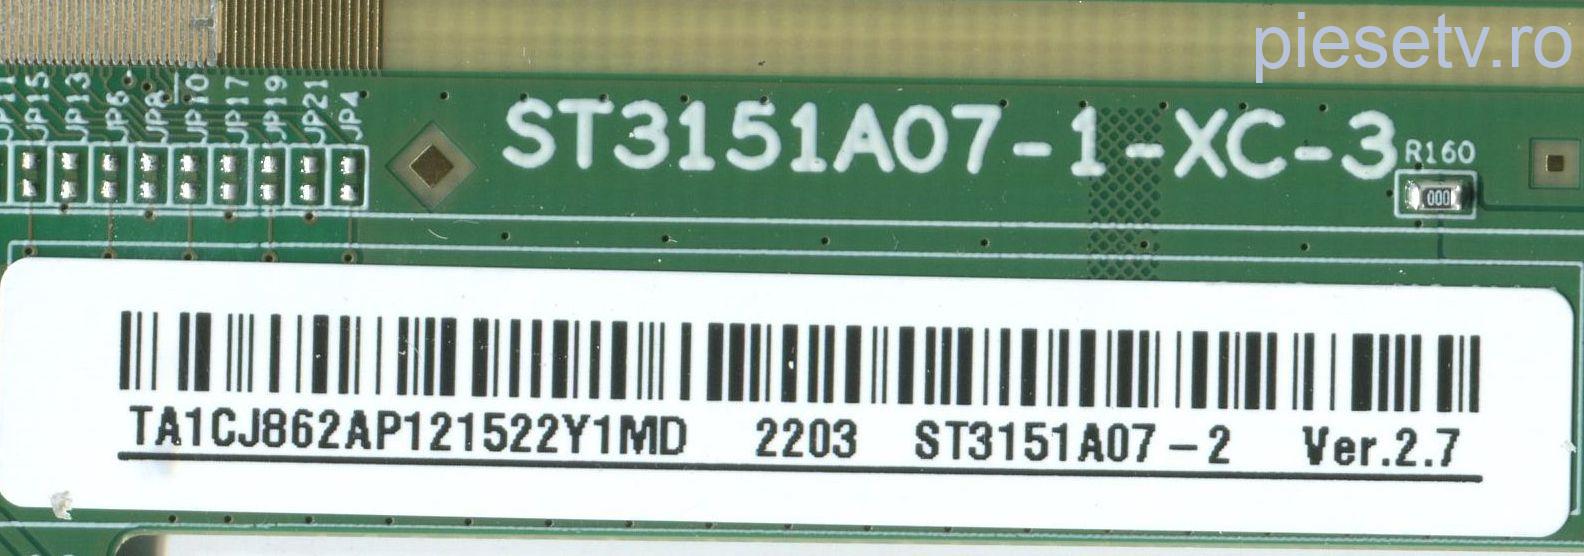 piesetv.ro
JP15
JP13
JP6
JP8
JP10
JP17
JP19
JP21
JP4
ST3151A07-1-XC-3
R160
000
TA1CJ862AP121522Y1MD 2203 ST3151A07-2 Ver.2.7